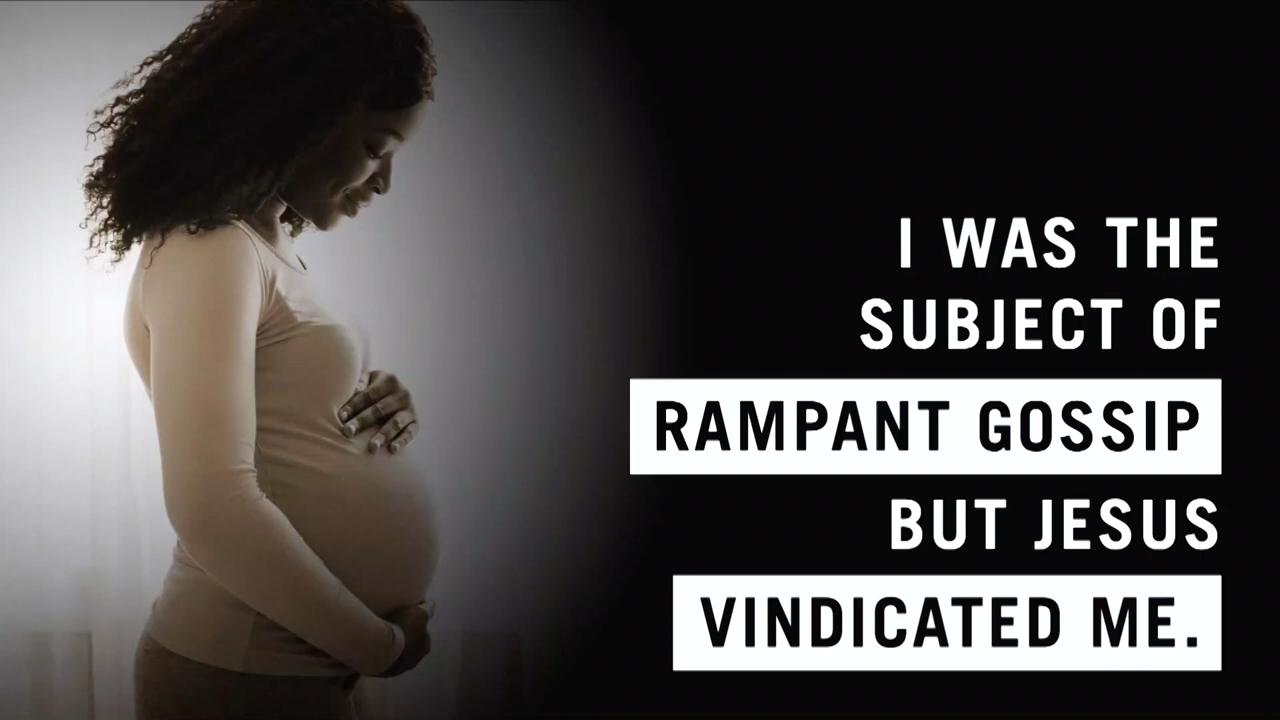 I WAS THE
SUBJECT OF
RAMPANT GOSSIP
BUT JESUS
VINDICATED ME.